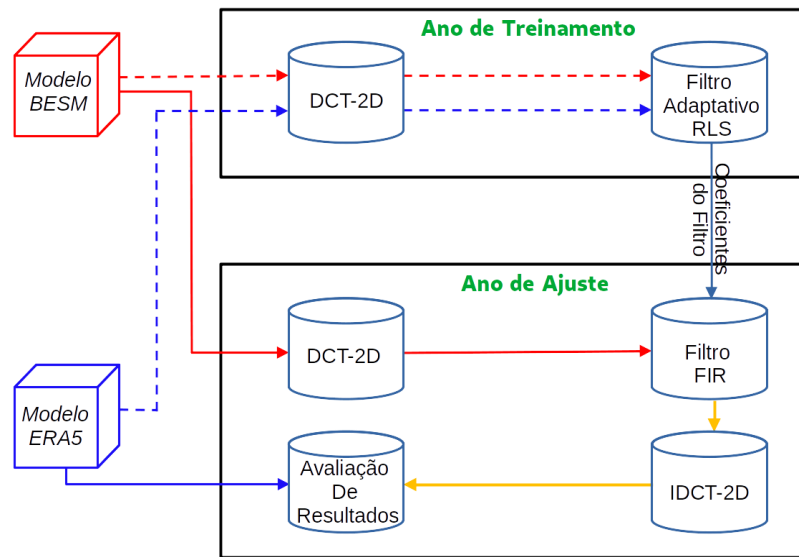 Ano de Treinamento
Modelo
BESM
DCT-2D
Filtro
Adaptativo
RLS
Coeficientes
do Filtro
Ano de Ajuste
DCT-2D
Filtro
FIR
Modelo
ERA5
Avaliação
De
Resultados
IDCT-2D